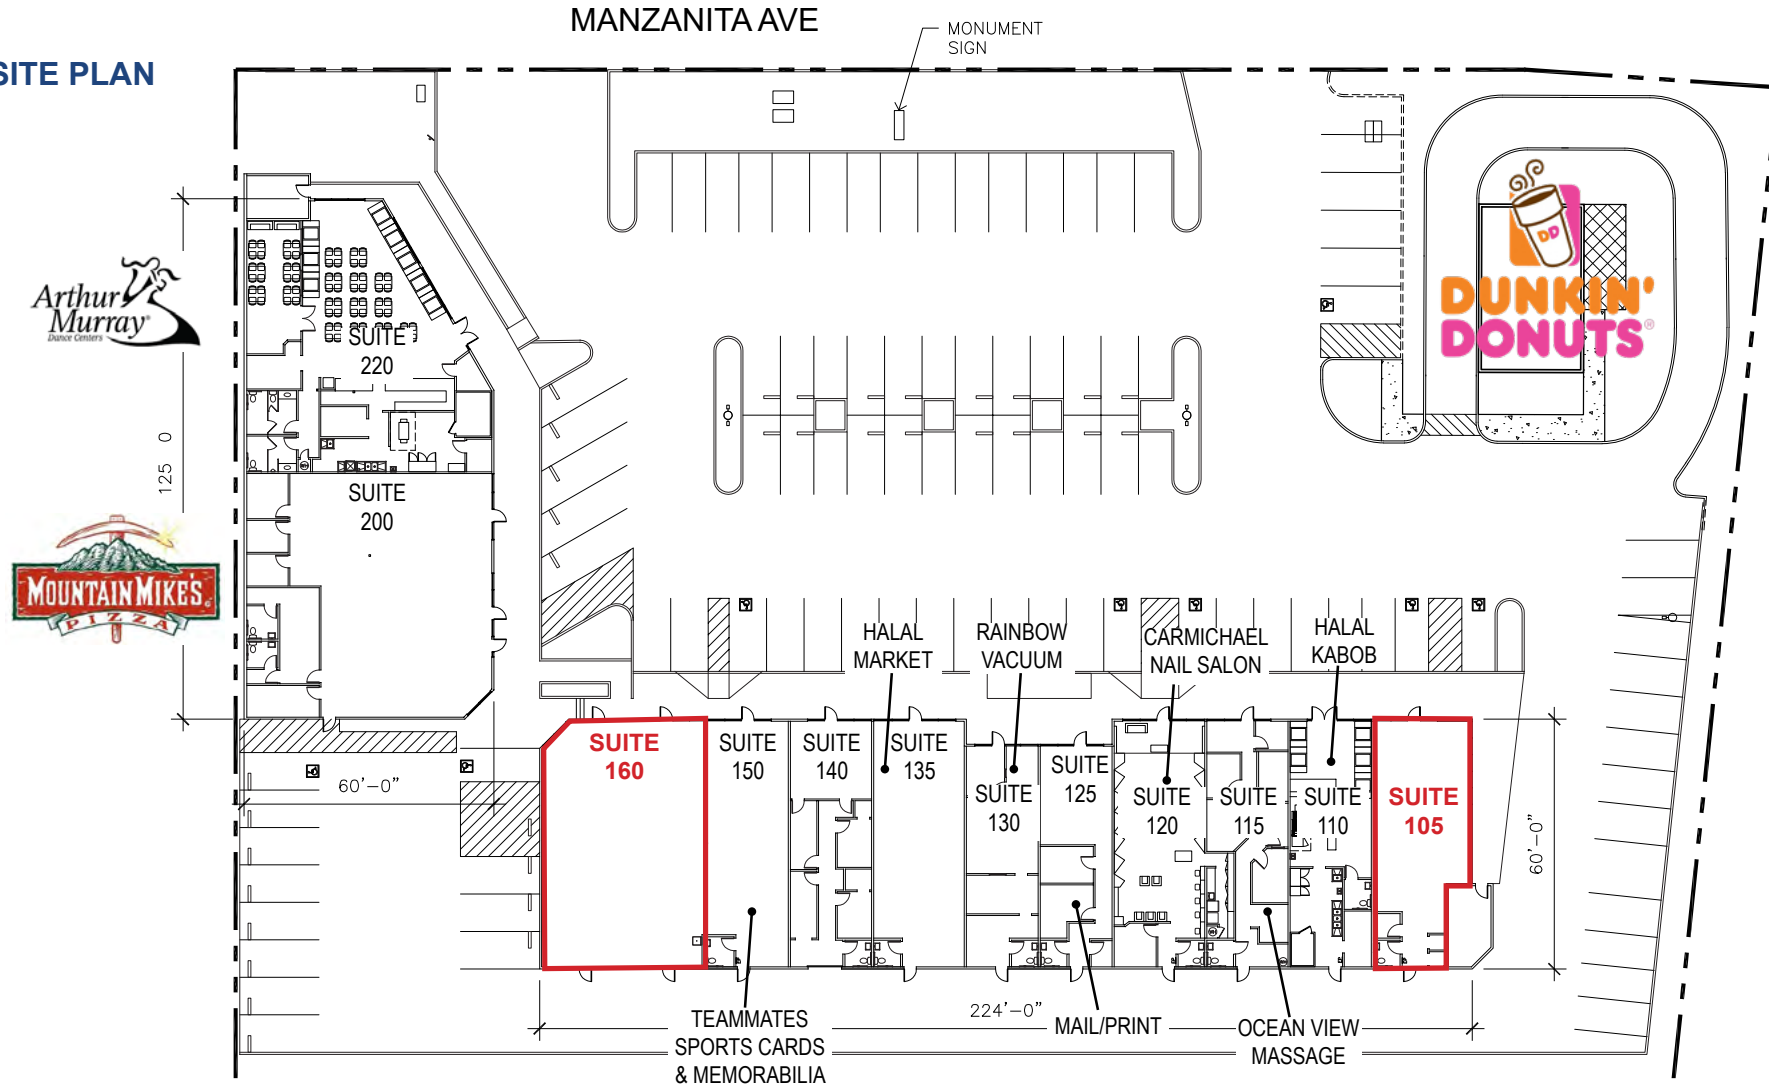 MANZANITA AVE
SITE PLAN
MONUMENT
SIGN
Arthur
Murray
Dance Centers
DD
DUNKIN'
DONUTS®
SUITE
220
125 0
SUITE
200
MOUNTAIN MIKE'S
PIZZA
HALAL
MARKET
RAINBOW
VACUUM
CARMICHAEL
NAIL SALON
HALAL
KABOB
SUITE
160
SUITE
150
SUITE
140
SUITE
135
SUITE
130
SUITE
125
SUITE
120
SUITE
115
SUITE
110
SUITE
105
60'-0"
60'-0"
224'-0"
TEAMMATES
SPORTS CARDS
& MEMORABILIA
MAIL/PRINT
OCEAN VIEW
MASSAGE